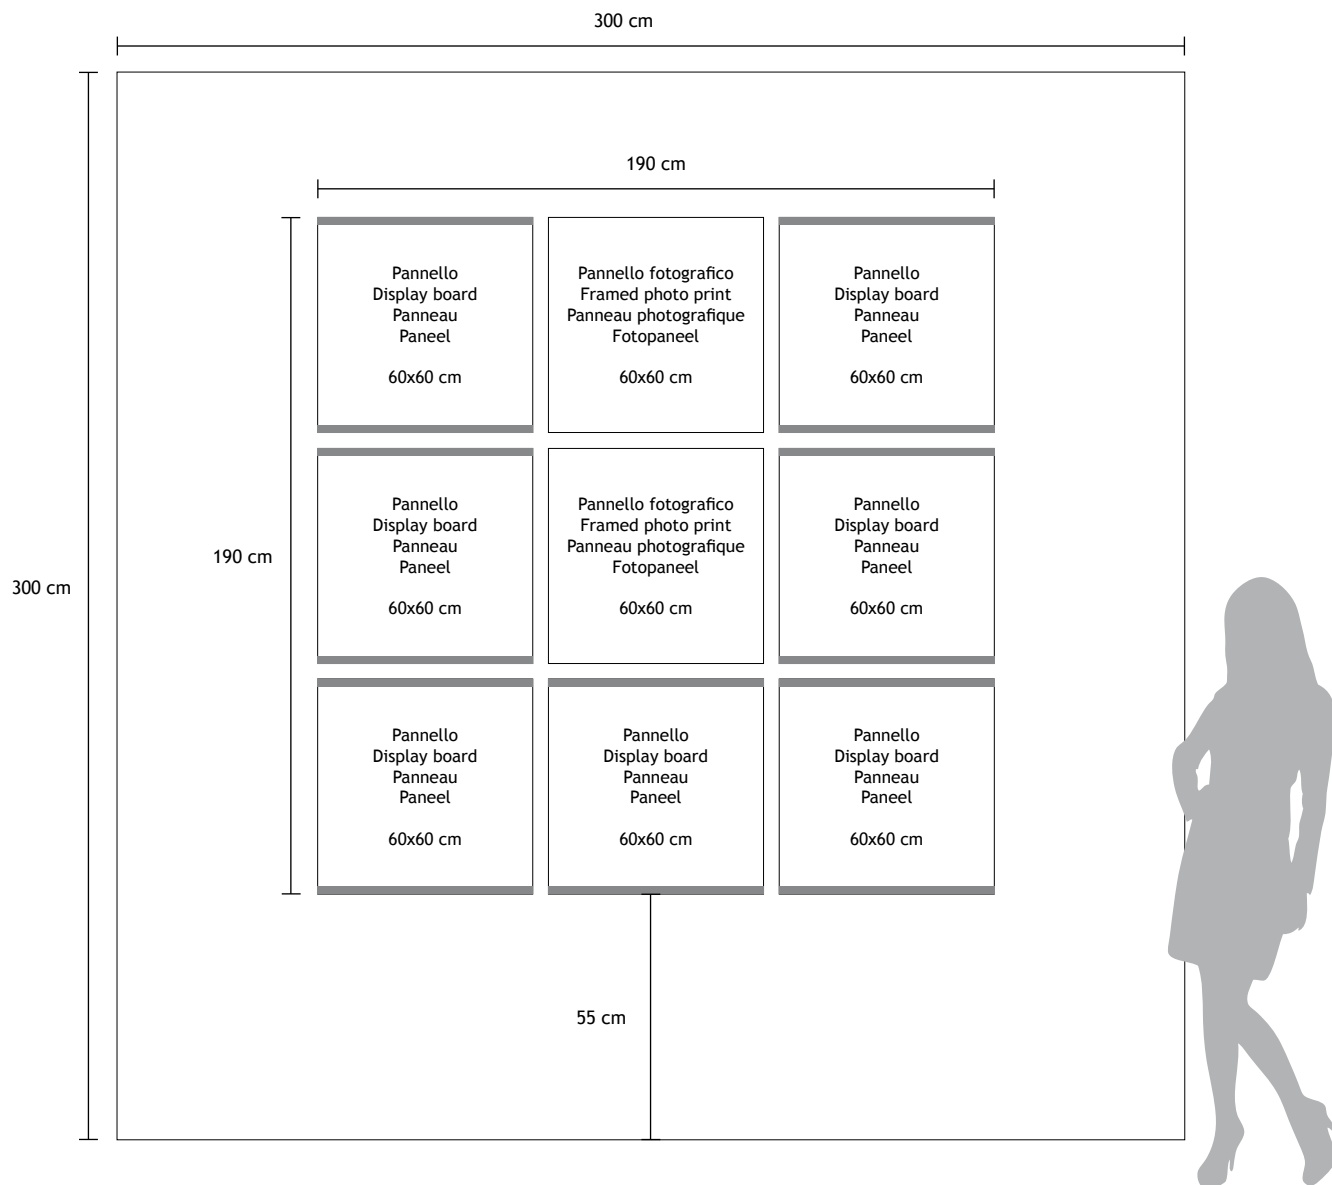 300 cm
190 cm
Pannello
Display board
Panneau
Paneel
60x60 cm
Pannello fotografico
Framed photo print
Panneau photografique
Fotopaneel
60x60 cm
Pannello
Display board
Panneau
Paneel
60x60 cm
190 cm
300 cm
Pannello
Display board
Panneau
Paneel
60x60 cm
Pannello fotografico
Framed photo print
Panneau photografique
Fotopaneel
60x60 cm
Pannello
Display board
Panneau
Paneel
60x60 cm
Pannello
Display board
Panneau
Paneel
60x60 cm
Pannello
Display board
Panneau
Paneel
60x60 cm
Pannello
Display board
Panneau
Paneel
60x60 cm
55 cm